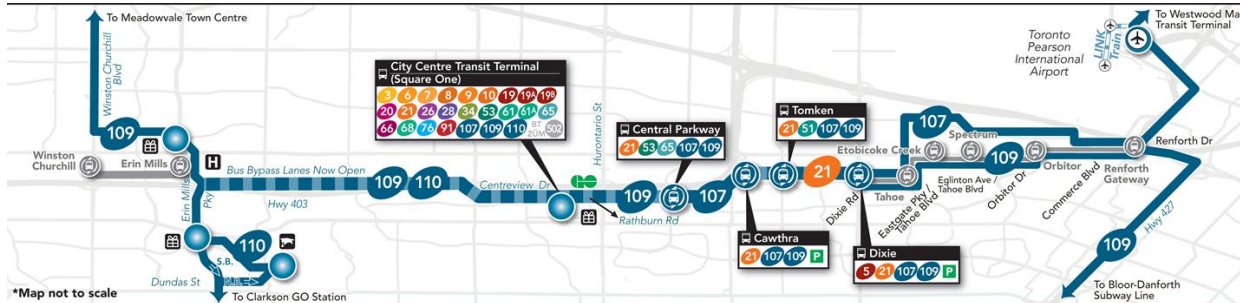 To Meadowvale Town Centre
Winston Churchill
Blvd
109
Winston
Churchill
Erin Mills
H
Erin Mills
Pky
110
S.B.
Dundas St
To Clarkson GO Station
*Map not to scale
Bus Bypass Lanes Now Open
109 110
Hwy 403
Centreview Dr
City Centre Transit Terminal
(Square One)
3 6 7 8 9 10 19 19A 19B
20 21 26 28 34 53 61 61A 65
66 68 76 91 107 109 110 BT ZÜM 502
Hurontario St
GO
109
Rathburn Rd
Central Parkway
21 53 65 107 109
107
Cawthra
21 107 109 P
Tomken
21 51 107 109
21
Dixie Rd
Dixie
5 21 107 109 P
107
Etobicoke Creek
Spectrum
109
Tahoe
Eastgate Pky /
Tahoe Blvd
Eglinton Ave /
Tahoe Blvd
Orbitor
Orbitor Dr
Commerce Blvd
Renforth
Gateway
Renforth Dr
Toronto
Pearson
International
Airport
LINK
Train
To Westwood Ma
Transit Terminal
Hwy 427
109
To Bloor-Danforth
Subway Line